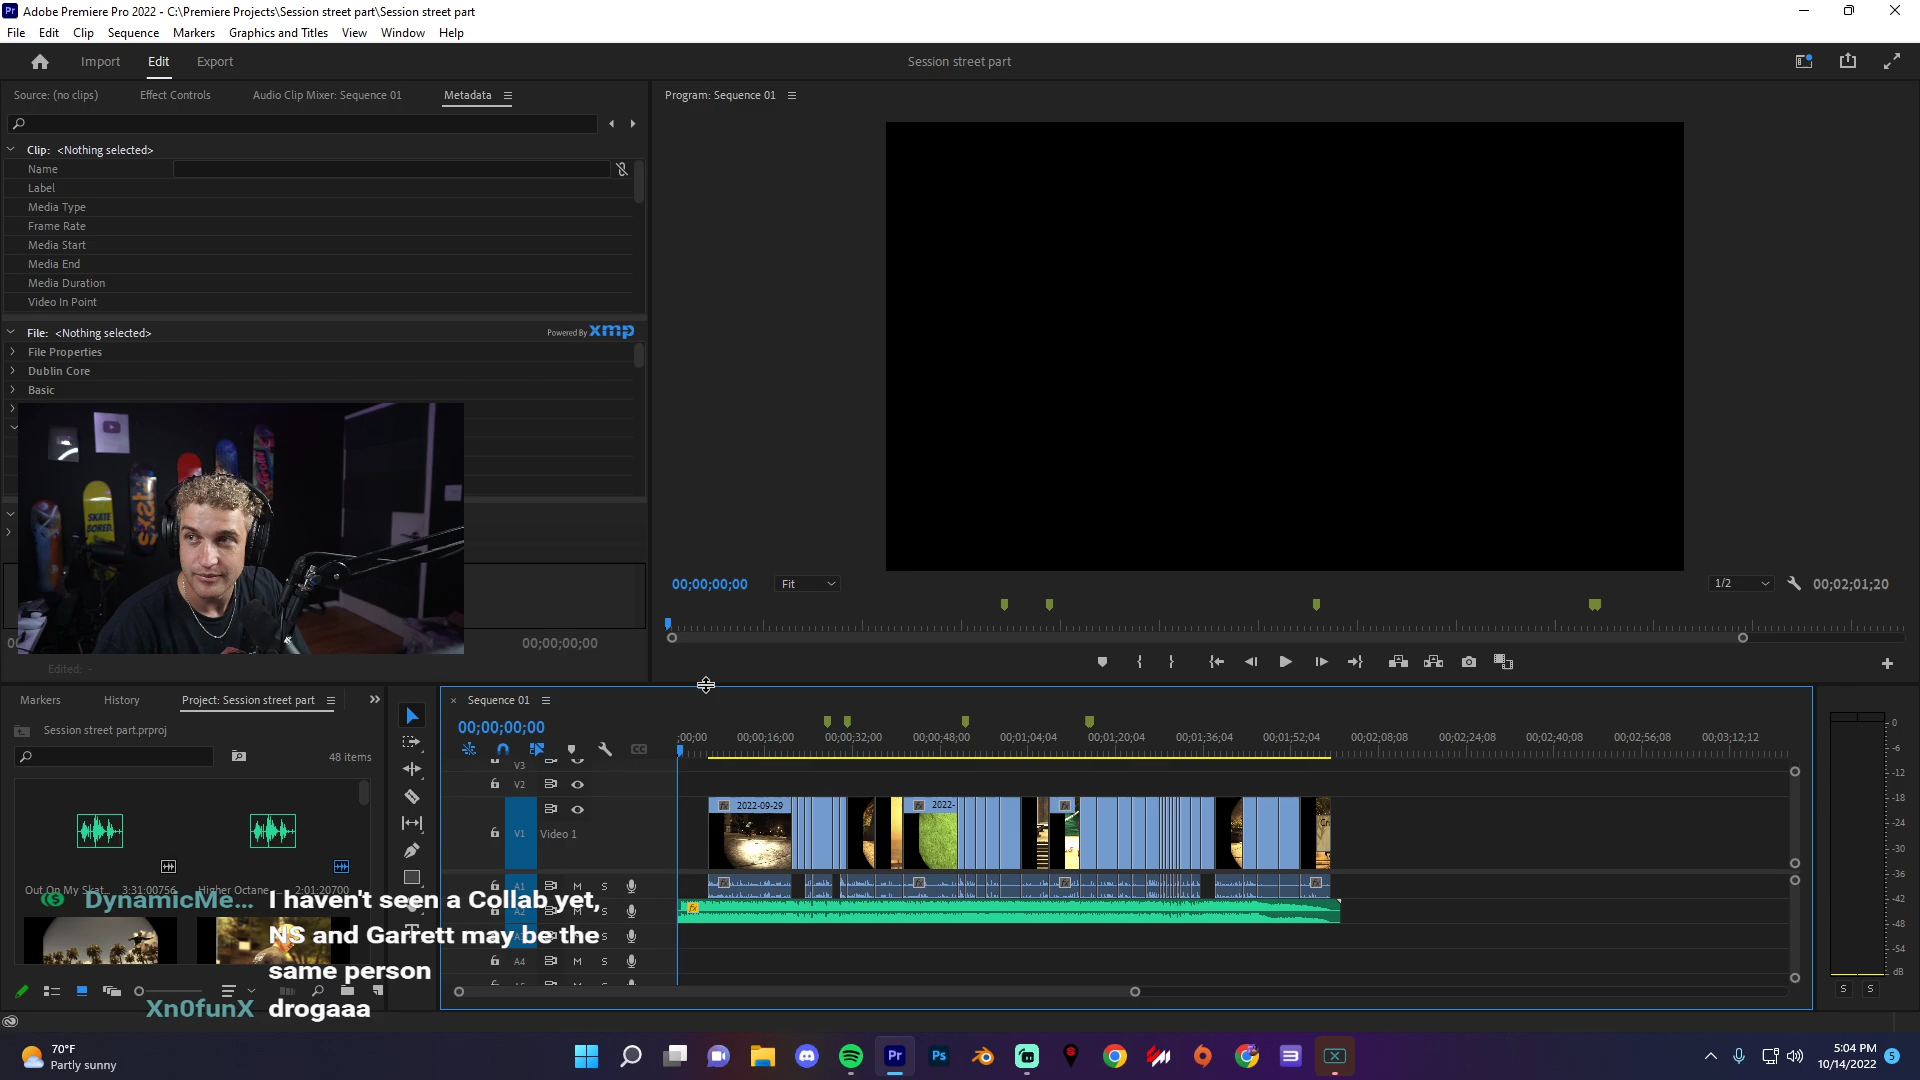 Pr Adobe Premiere Pro 2022 - C:\Premiere Projects\Session street part\Session street part
File Edit Clip Sequence Markers Graphics and Titles View Window Help
Import Edit Export Session street part
Source: (no clips) Effect Controls Audio Clip Mixer: Sequence 01 Metadata
Program: Sequence 01
Clip: <Nothing selected>
Name
Label
Media Type
Frame Rate
Media Start
Media End
Media Duration
Video In Point
File: <Nothing selected> Powered By xmp
File Properties
Dublin Core
Basic
SKATE
BORED.
00;00;00;00 Fit 1/2 00;02;01;20
00;00;00;00
Edited: -
Markers History Project: Session street part
Session street part.prproj
48 items
Out On My Skat... 3:31:00756 Higher Octane... 2:01:20700
Sequence 01
00;00;00;00
;00;00 00;00;16;00 00;00;32;00 00;00;48;00 00;01;04;04 00;01;20;04 00;01;36;04 00;01;52;04 00;02;08;08 00;02;24;08 00;02;40;08 00;02;56;08 00;03;12;12
V3
V2
V1 Video 1
fx 2022-09-29 fx 2022- fx
A1 M S
A2 M S
M S
A4 M S
0
-6
-12
-18
-24
-30
-36
-42
-48
-54
dB
S S
DynamicMe... I haven't seen a Collab yet,
NS and Garrett may be the
same person
Xn0funX drogaaa
70°F
Partly sunny
Pr Ps
5:04 PM
10/14/2022
5